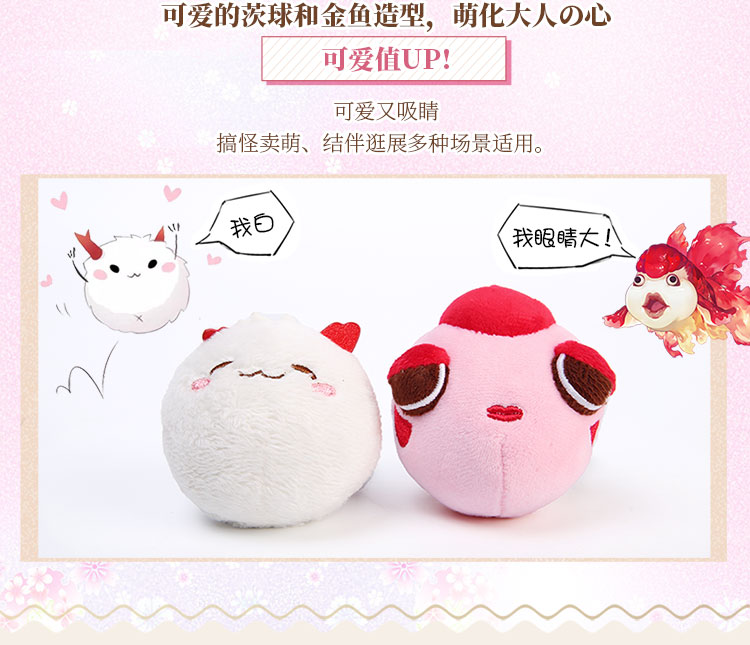 可爱的茨球和金鱼造型，萌化大人の心
可爱值UP!
可爱又吸睛
搞怪卖萌、结伴逛展多种场景适用。
我白
我眼睛大!